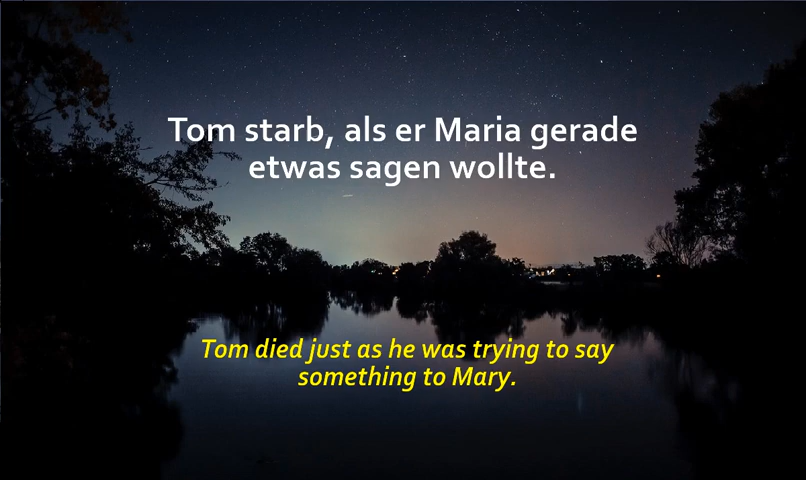 Tom starb, als er Maria gerade
etwas sagen wollte.
Tom died just as he was trying to say
something to Mary.